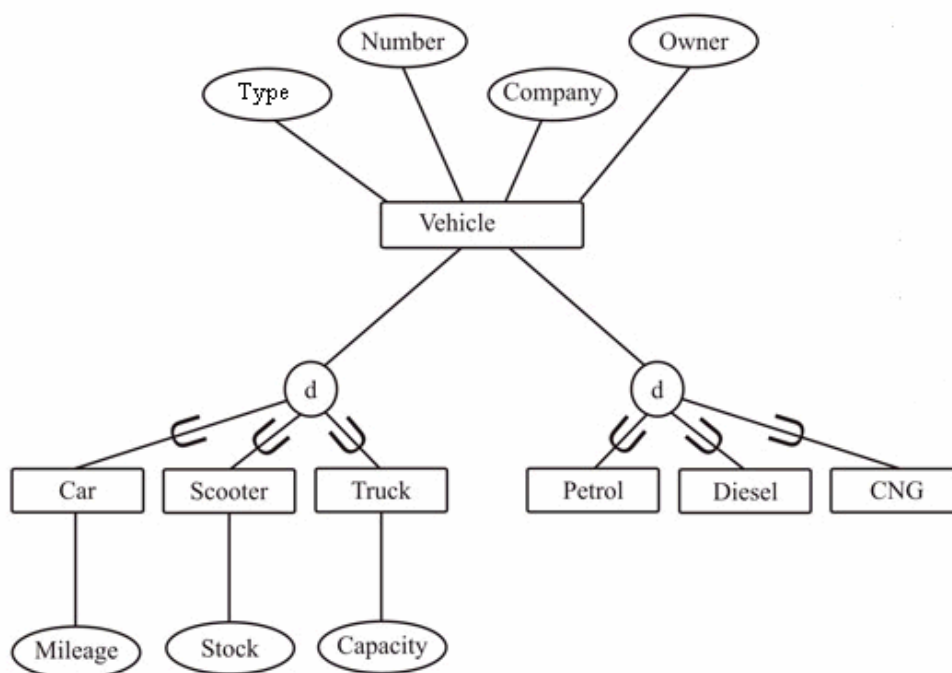 Number
Owner
Type
Company
Vehicle
d
d
Car
Scooter
Truck
Petrol
Diesel
CNG
Mileage
Stock
Capacity